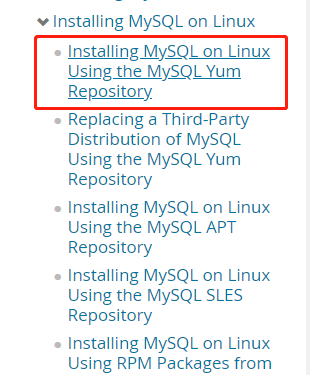 Installing MySQL on Linux
Installing MySQL on Linux
Using the MySQL Yum
Repository
Replacing a Third-Party
Distribution of MySQL
Using the MySQL Yum
Repository
Installing MySQL on Linux
Using the MySQL APT
Repository
Installing MySQL on Linux
Using the MySQL SLES
Repository
Installing MySQL on Linux
Using RPM Packages from